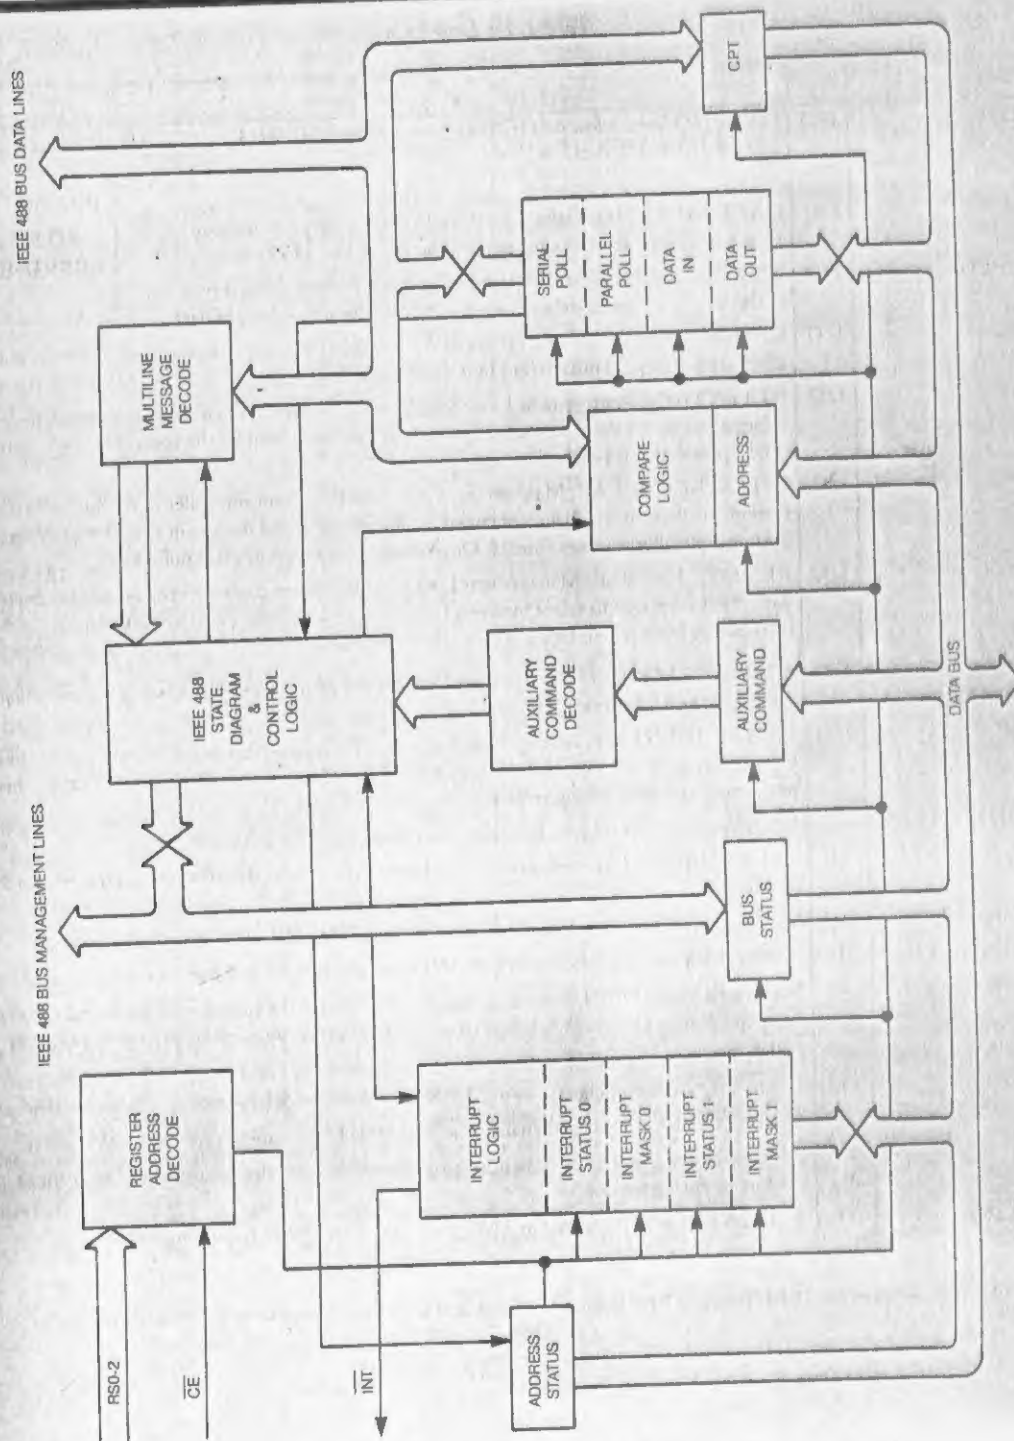 RS0-2
CE
INT
REGISTER
ADDRESS
DECODE
ADDRESS
STATUS
INTERRUPT
LOGIC
INTERRUPT
STATUS 0
INTERRUPT
MASK 0
INTERRUPT
STATUS 1
INTERRUPT
MASK 1
IEEE 488 BUS MANAGEMENT LINES
BUS
STATUS
IEEE 488
STATE
DIAGRAM
&
CONTROL
LOGIC
AUXILIARY
COMMAND
DECODE
AUXILIARY
COMMAND
DATA BUS
MULTILINE
MESSAGE
DECODE
COMPARE
LOGIC
ADDRESS
SERIAL
POLL
PARALLEL
POLL
DATA
IN
DATA
OUT
IEEE 488 BUS DATA LINES
CPT